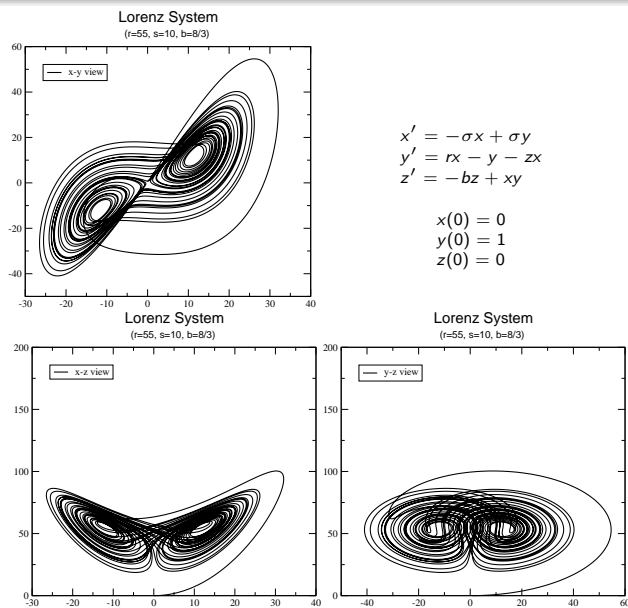 Lorenz System
(r=55, s=10, b=8/3)
60
40
20
0
-20
-40
x-y view
-30 -20 -10 0 10 20 30 40
x′ = −σx + σy
y′ = rx − y − zx
z′ = −bz + xy
x(0) = 0
y(0) = 1
z(0) = 0
Lorenz System
(r=55, s=10, b=8/3)
200
150
100
50
0
x-z view
-30 -20 -10 0 10 20 30 40
Lorenz System
(r=55, s=10, b=8/3)
200
150
100
50
0
y-z view
-60 -40 -20 0 20 40 60